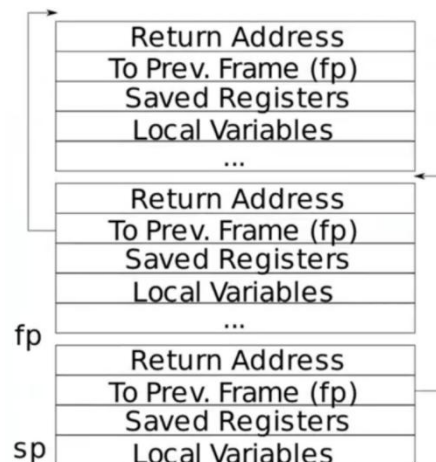 Return Address
To Prev. Frame (fp)
Saved Registers
Local Variables
...
Return Address
To Prev. Frame (fp)
Saved Registers
Local Variables
...
fp
Return Address
To Prev. Frame (fp)
Saved Registers
sp
Local Variables